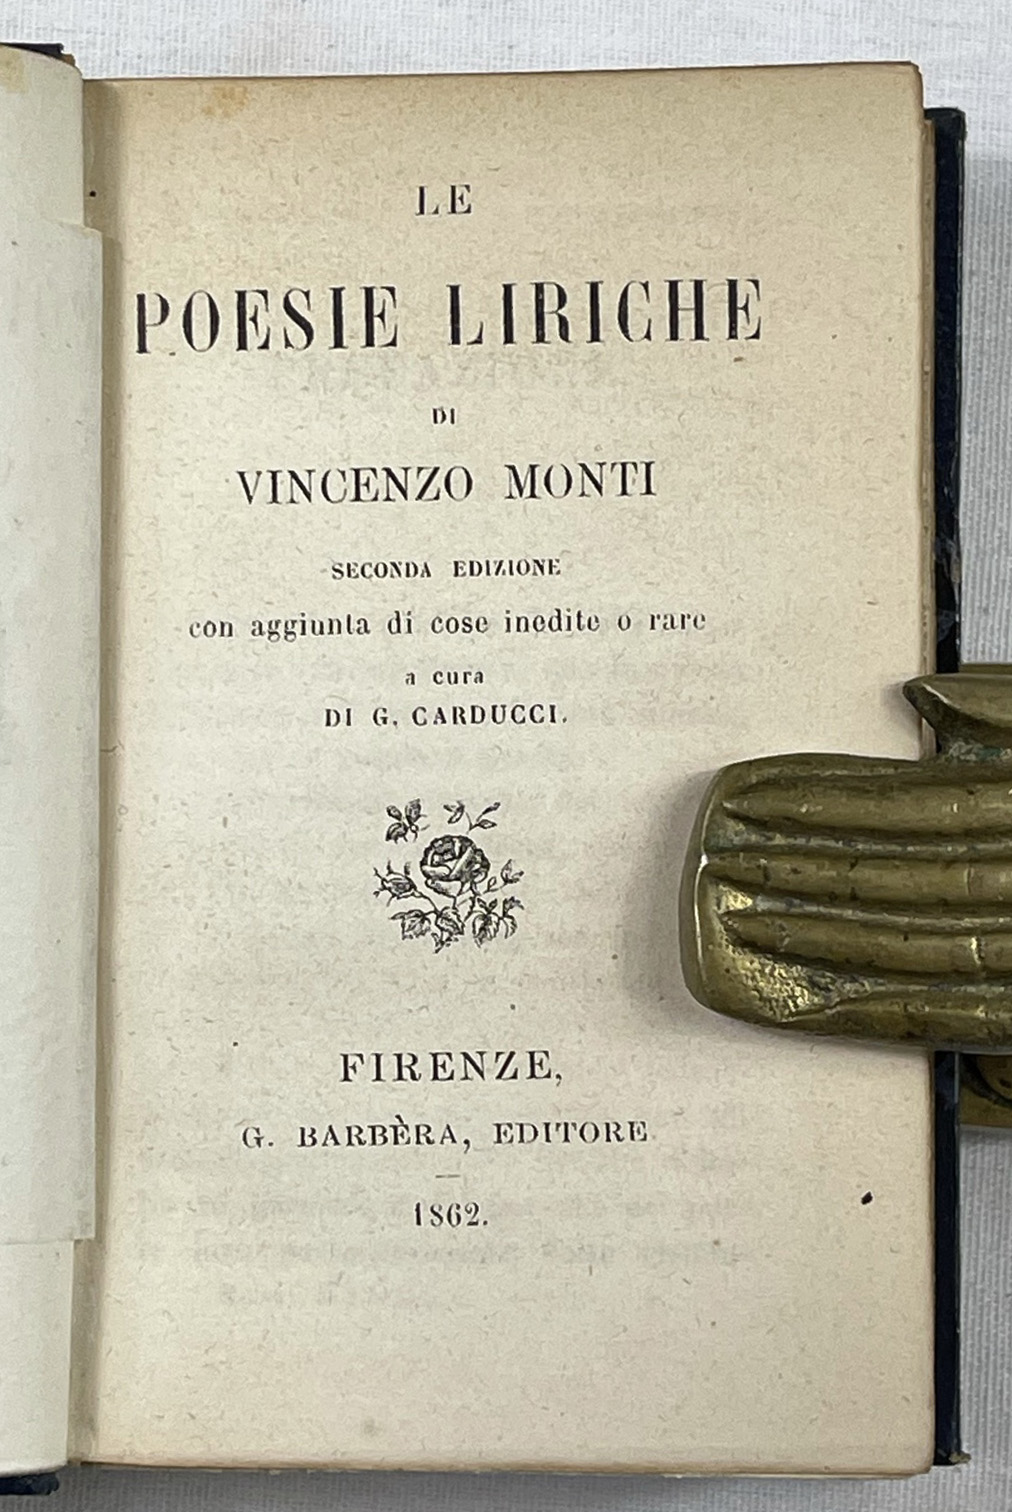 LE
POESIE LIRICHE
DI
VINCENZO MONTI
SECONDA EDIZIONE
con aggiunta di cose inedite o rare
a cura
DI G. CARDUCCI.
FIRENZE,
G. BARBÈRA, EDITORE
1862.